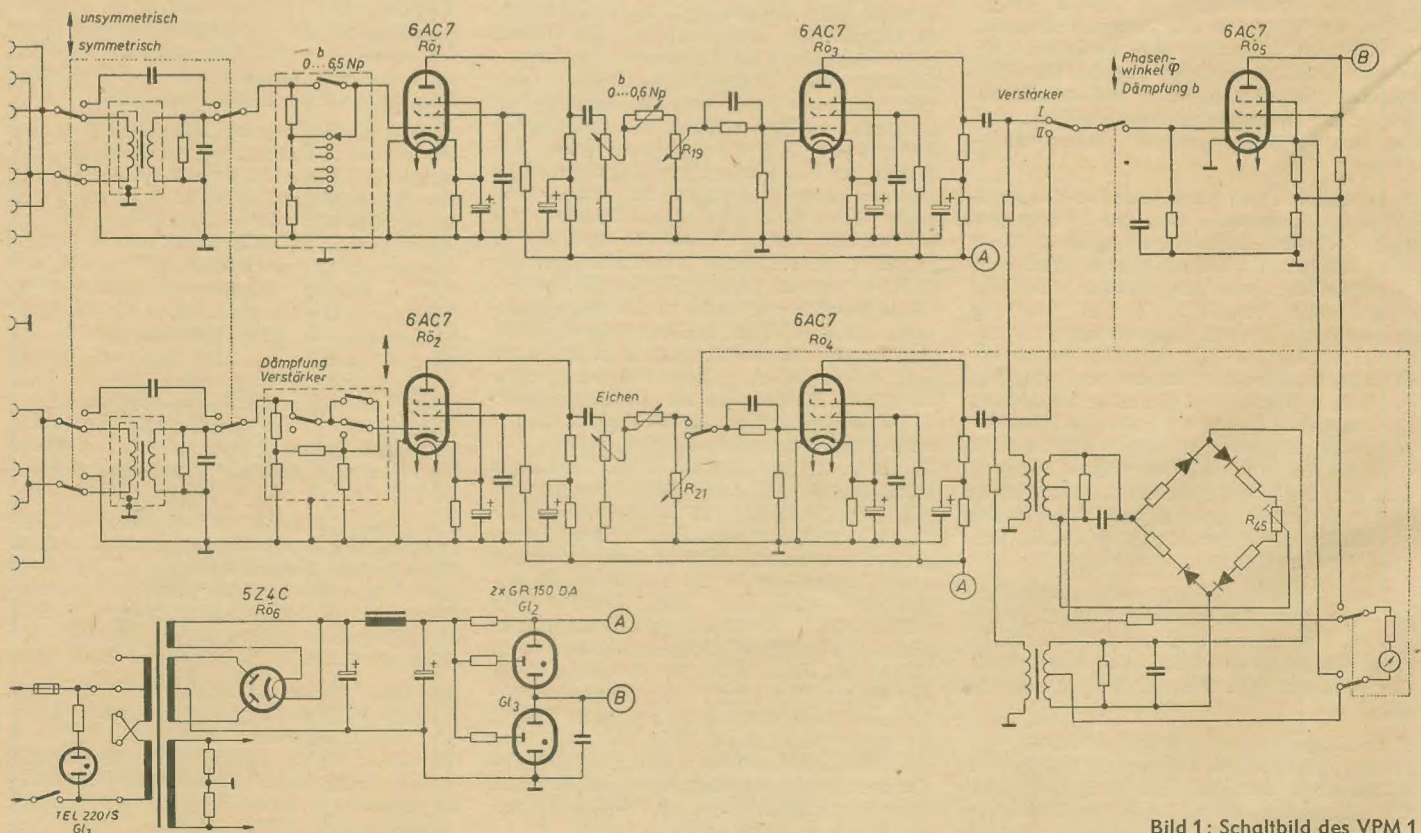 unsymmetrisch
symmetrisch
b
0...6,5 Np
6AC7
Rö1
b
0...0,6 Np
R19
6AC7
Rö3
Verstärker
I
II
Phasen-
winkel φ
Dämpfung b
6AC7
Rö5
B
A
Dämpfung
Verstärker
6AC7
Rö2
Eichen
R21
6AC7
Rö4
A
R45
5Z4C
Rö6
2x GR 150 DA
Gl2
A
Gl3
B
TEL 220/S
Bild 1: Schaltbild des VPM 1